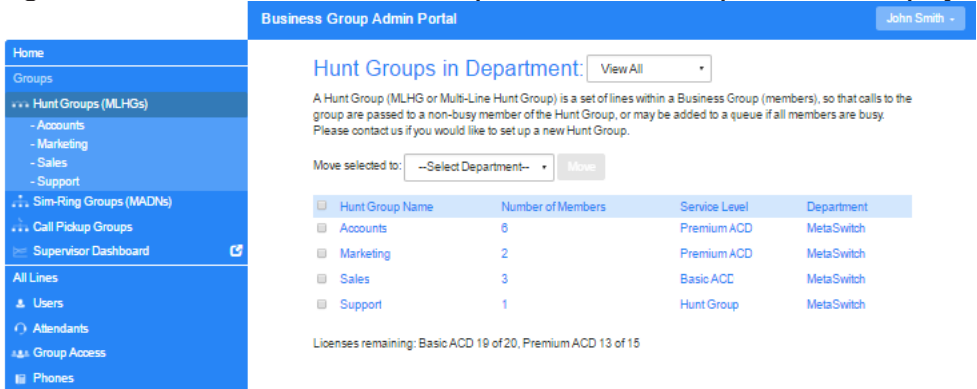 Business Group Admin Portal
John Smith
Home
Groups
Hunt Groups (MLHGs)
- Accounts
- Marketing
- Sales
- Support
Sim-Ring Groups (MADNs)
Call Pickup Groups
Supervisor Dashboard
All Lines
Users
Attendants
Group Access
Phones
Hunt Groups in Department: View All
A Hunt Group (MLHG or Multi-Line Hunt Group) is a set of lines within a Business Group (members), so that calls to the
group are passed to a non-busy member of the Hunt Group, or may be added to a queue if all members are busy.
Please contact us if you would like to set up a new Hunt Group.
Move selected to: --Select Department-- Move
Hunt Group Name Number of Members Service Level Department
Accounts 6 Premium ACD MetaSwitch
Marketing 2 Premium ACD MetaSwitch
Sales 3 Basic ACD MetaSwitch
Support 1 Hunt Group MetaSwitch
Licenses remaining: Basic ACD 19 of 20, Premium ACD 13 of 15